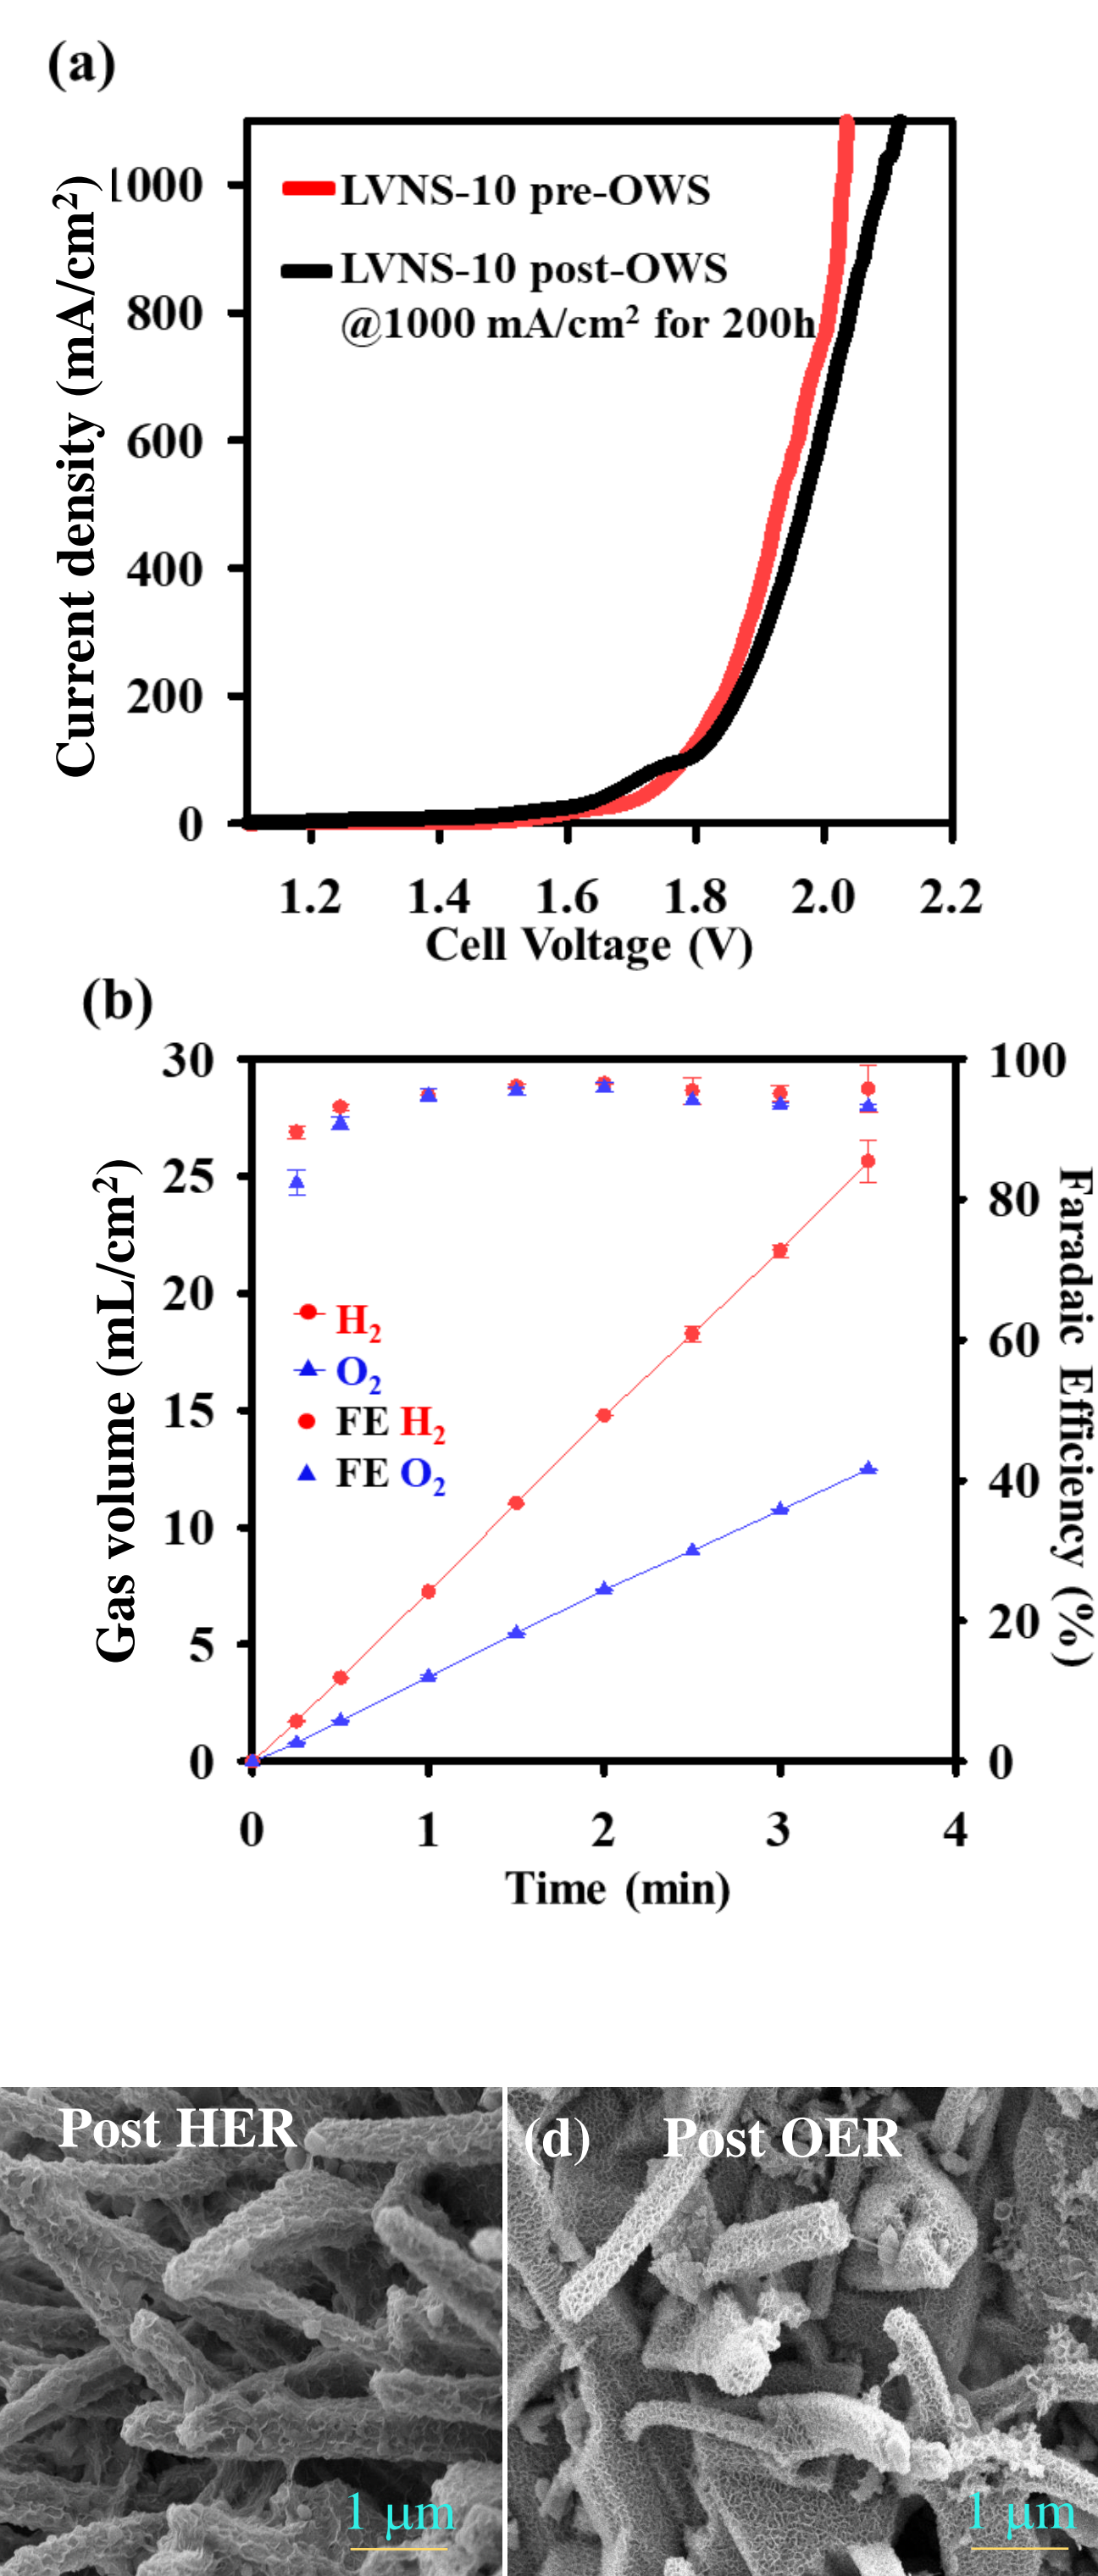 (a)
Current density (mA/cm²)
1000
800
600
400
200
0
LVNS-10 pre-OWS
LVNS-10 post-OWS
@1000 mA/cm² for 200h
1.2 1.4 1.6 1.8 2.0 2.2
Cell Voltage (V)
(b)
Gas volume (mL/cm²)
30
25
20
15
10
5
0
H₂
O₂
FE H₂
FE O₂
100
80
60
40
20
0
Faradaic Efficiency (%)
0 1 2 3 4
Time (min)
Post HER
1 μm
(d) Post OER
1 μm